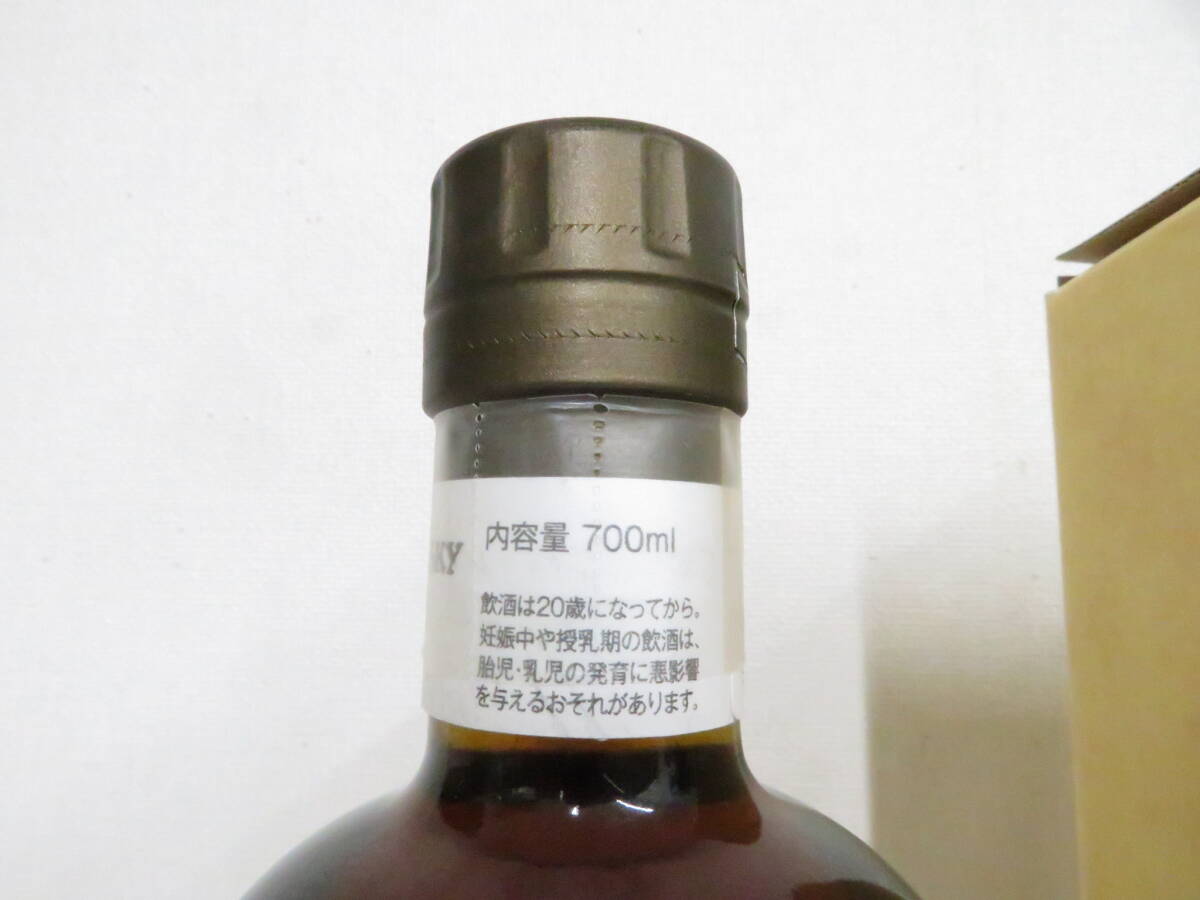 内容量 700ml
KY
飲酒は20歳になってから。
妊娠中や授乳期の飲酒は、
胎児・乳児の発育に悪影響
を与えるおそれがあります。